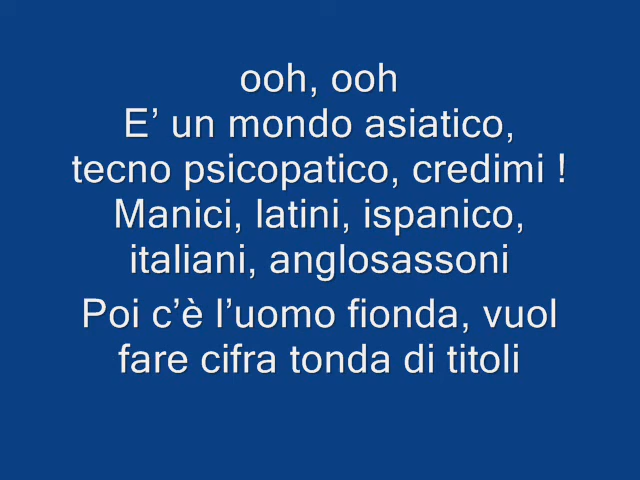 ooh, ooh
E’ un mondo asiatico,
tecno psicopatico, credimi !
Manici, latini, ispanico,
italiani, anglosassoni
Poi c’è l’uomo fionda, vuol
fare cifra tonda di titoli